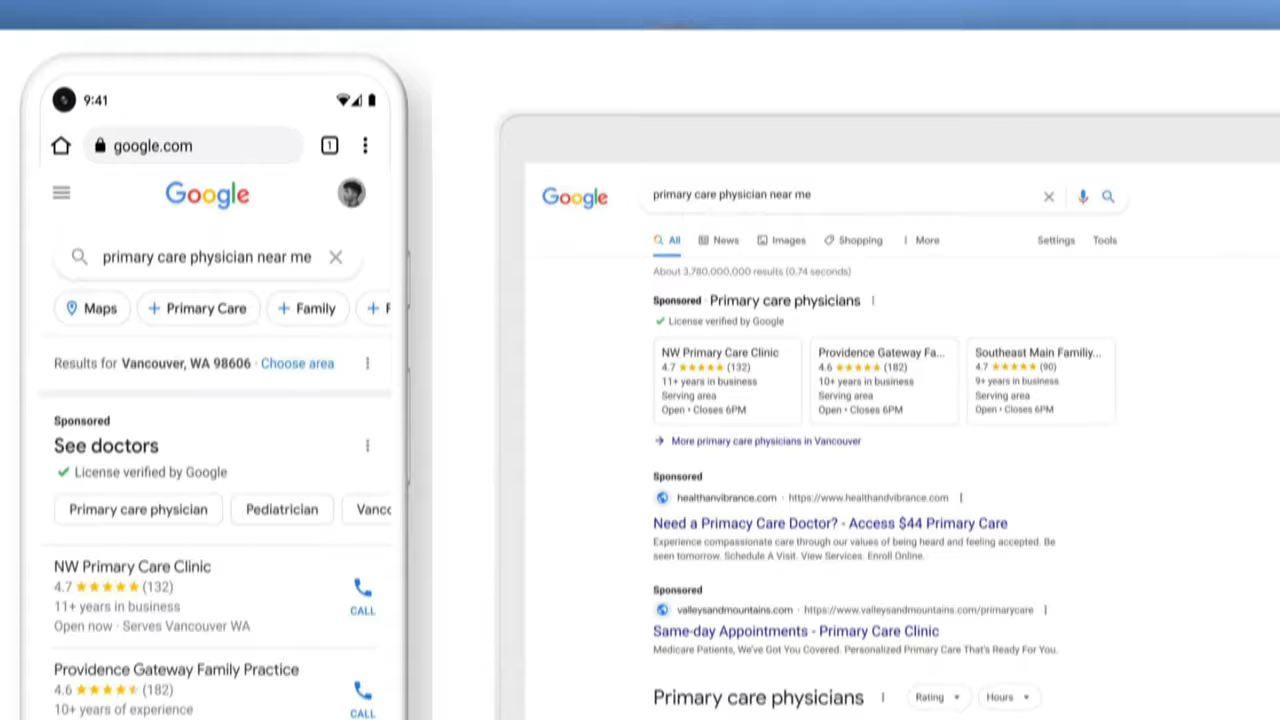 9:41
google.com
1
Google
primary care physician near me
Maps
Primary Care
Family
F
Results for Vancouver, WA 98606 · Choose area
Sponsored
See doctors
License verified by Google
Primary care physician
Pediatrician
Vanc
NW Primary Care Clinic
4.7 ★★★★★ (132)
11+ years in business
Open now · Serves Vancouver WA
CALL
Providence Gateway Family Practice
4.6 ★★★★★ (182)
10+ years of experience
CALL
Google
primary care physician near me
All
News
Images
Shopping
More
Settings
Tools
About 3,780,000,000 results (0.74 seconds)
Sponsored · Primary care physicians
License verified by Google
NW Primary Care Clinic
4.7 ★★★★★ (132)
11+ years in business
Serving area
Open • Closes 6PM
Providence Gateway Fa...
4.6 ★★★★★ (182)
10+ years in business
Serving area
Open • Closes 6PM
Southeast Main Familiy...
4.7 ★★★★★ (90)
9+ years in business
Serving area
Open • Closes 6PM
More primary care physicians in Vancouver
Sponsored
healthanvibrance.com · https://www.healthandvibrance.com
Need a Primacy Care Doctor? - Access $44 Primary Care
Experience compassionate care through our values of being heard and feeling accepted. Be
seen tomorrow. Schedule A Visit. View Services. Enroll Online.
Sponsored
valleysandmountains.com · https://www.valleysandmountains.com/primarycare
Same-day Appointments - Primary Care Clinic
Medicare Patients, We've Got You Covered. Personalized Primary Care That's Ready For You.
Primary care physicians
Rating
Hours